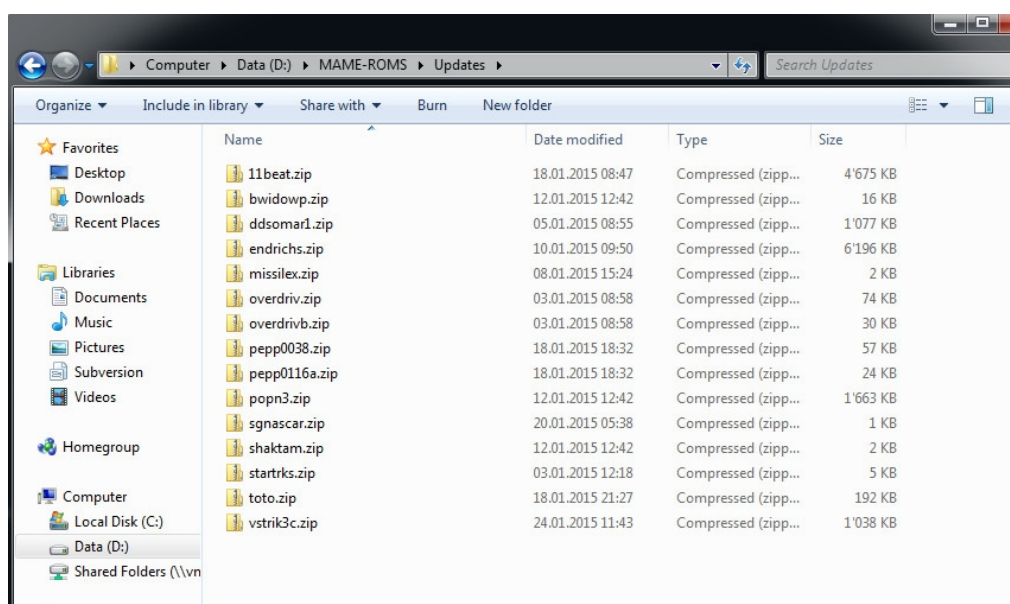 Computer ▸ Data (D:) ▸ MAME-ROMS ▸ Updates ▸
Search Updates
Organize Include in library Share with Burn New folder
Favorites
Desktop
Downloads
Recent Places
Libraries
Documents
Music
Pictures
Subversion
Videos
Homegroup
Computer
Local Disk (C:)
Data (D:)
Shared Folders (\\vn
Name Date modified Type Size
11beat.zip 18.01.2015 08:47 Compressed (zipp... 4'675 KB
bwidowp.zip 12.01.2015 12:42 Compressed (zipp... 16 KB
ddsomar1.zip 05.01.2015 08:55 Compressed (zipp... 1'077 KB
endrichs.zip 10.01.2015 09:50 Compressed (zipp... 6'196 KB
missilex.zip 08.01.2015 15:24 Compressed (zipp... 2 KB
overdriv.zip 03.01.2015 08:58 Compressed (zipp... 74 KB
overdrivb.zip 03.01.2015 08:58 Compressed (zipp... 30 KB
pepp0038.zip 18.01.2015 18:32 Compressed (zipp... 57 KB
pepp0116a.zip 18.01.2015 18:32 Compressed (zipp... 24 KB
popn3.zip 12.01.2015 12:42 Compressed (zipp... 1'663 KB
sgnascar.zip 20.01.2015 05:38 Compressed (zipp... 1 KB
shaktam.zip 12.01.2015 12:42 Compressed (zipp... 2 KB
startrks.zip 03.01.2015 12:18 Compressed (zipp... 5 KB
toto.zip 18.01.2015 21:27 Compressed (zipp... 192 KB
vstrik3c.zip 24.01.2015 11:43 Compressed (zipp... 1'038 KB